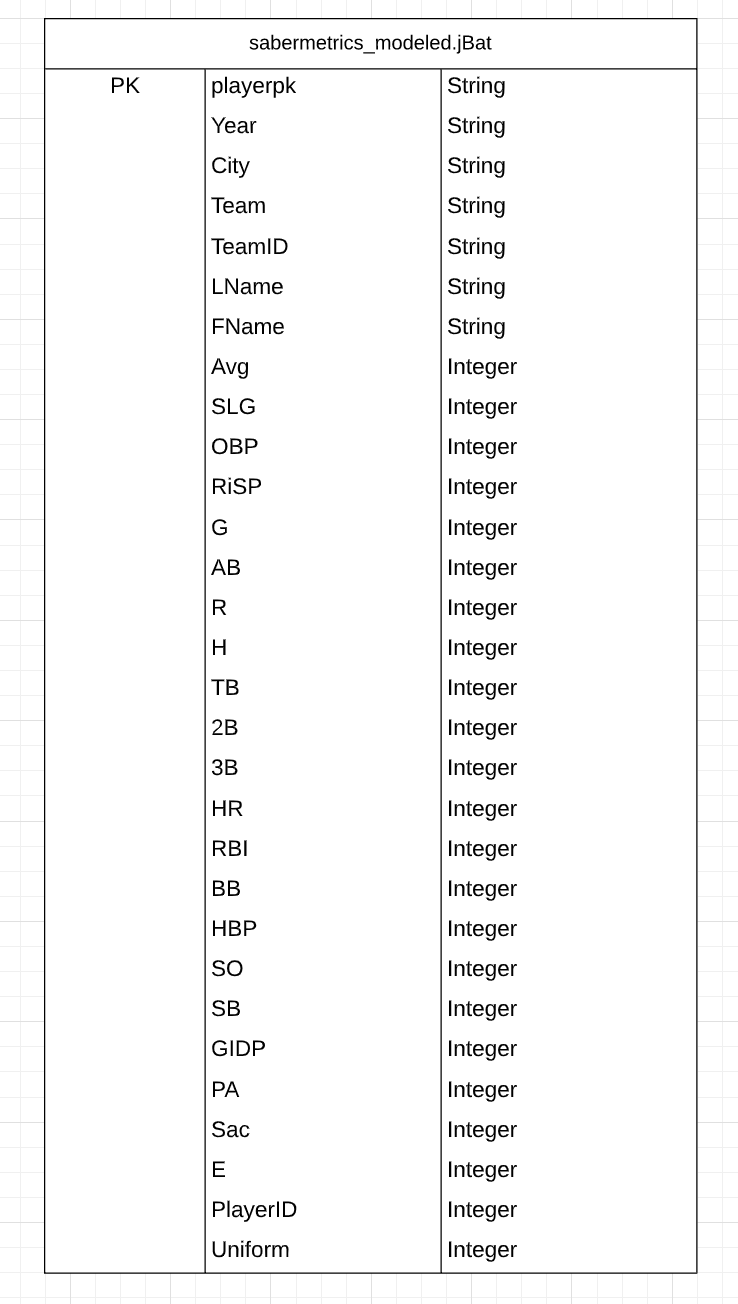 sabermetrics_modeled.jBat
PK playerpk String
Year String
City String
Team String
TeamID String
LName String
FName String
Avg Integer
SLG Integer
OBP Integer
RiSP Integer
G Integer
AB Integer
R Integer
H Integer
TB Integer
2B Integer
3B Integer
HR Integer
RBI Integer
BB Integer
HBP Integer
SO Integer
SB Integer
GIDP Integer
PA Integer
Sac Integer
E Integer
PlayerID Integer
Uniform Integer